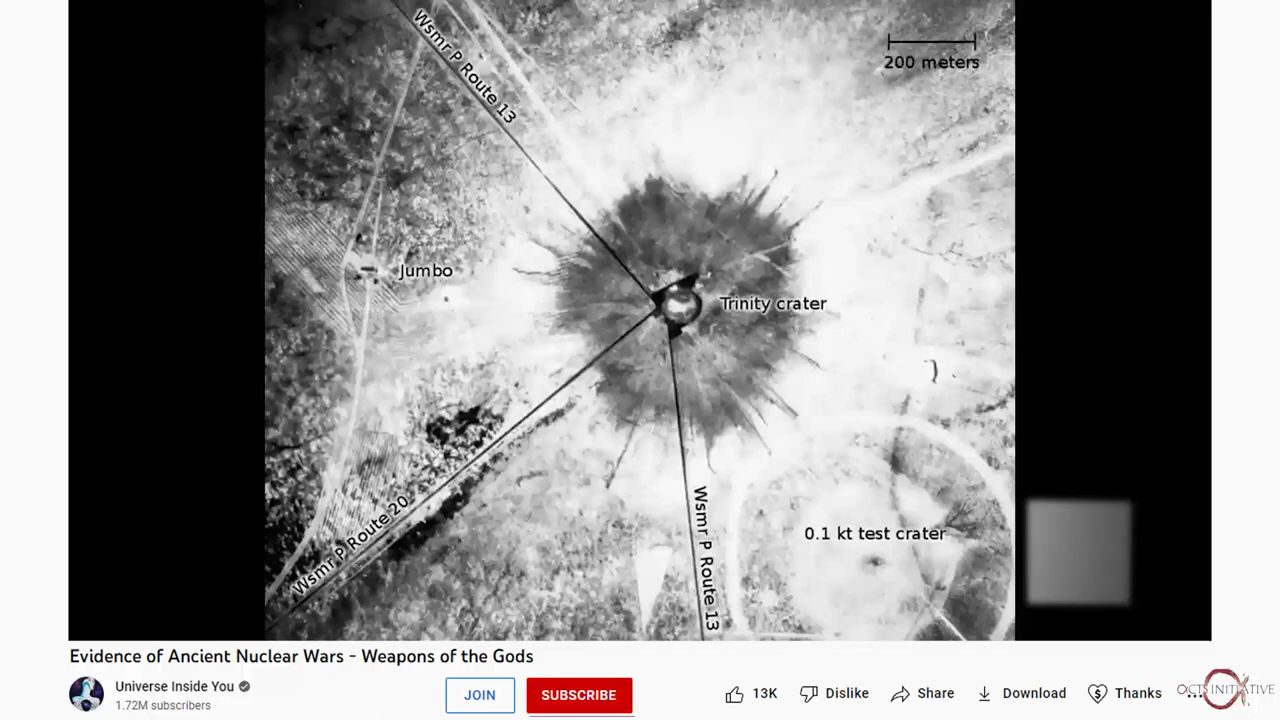 Wsmr P Route 13
200 meters
Jumbo
Trinity crater
Wsmr P Route 20
Wsmr P Route 13
0.1 kt test crater
Evidence of Ancient Nuclear Wars - Weapons of the Gods
Universe Inside You
1.72M subscribers
JOIN
SUBSCRIBE
13K
Dislike
Share
Download
Thanks
...
OCTS INITIATIVE